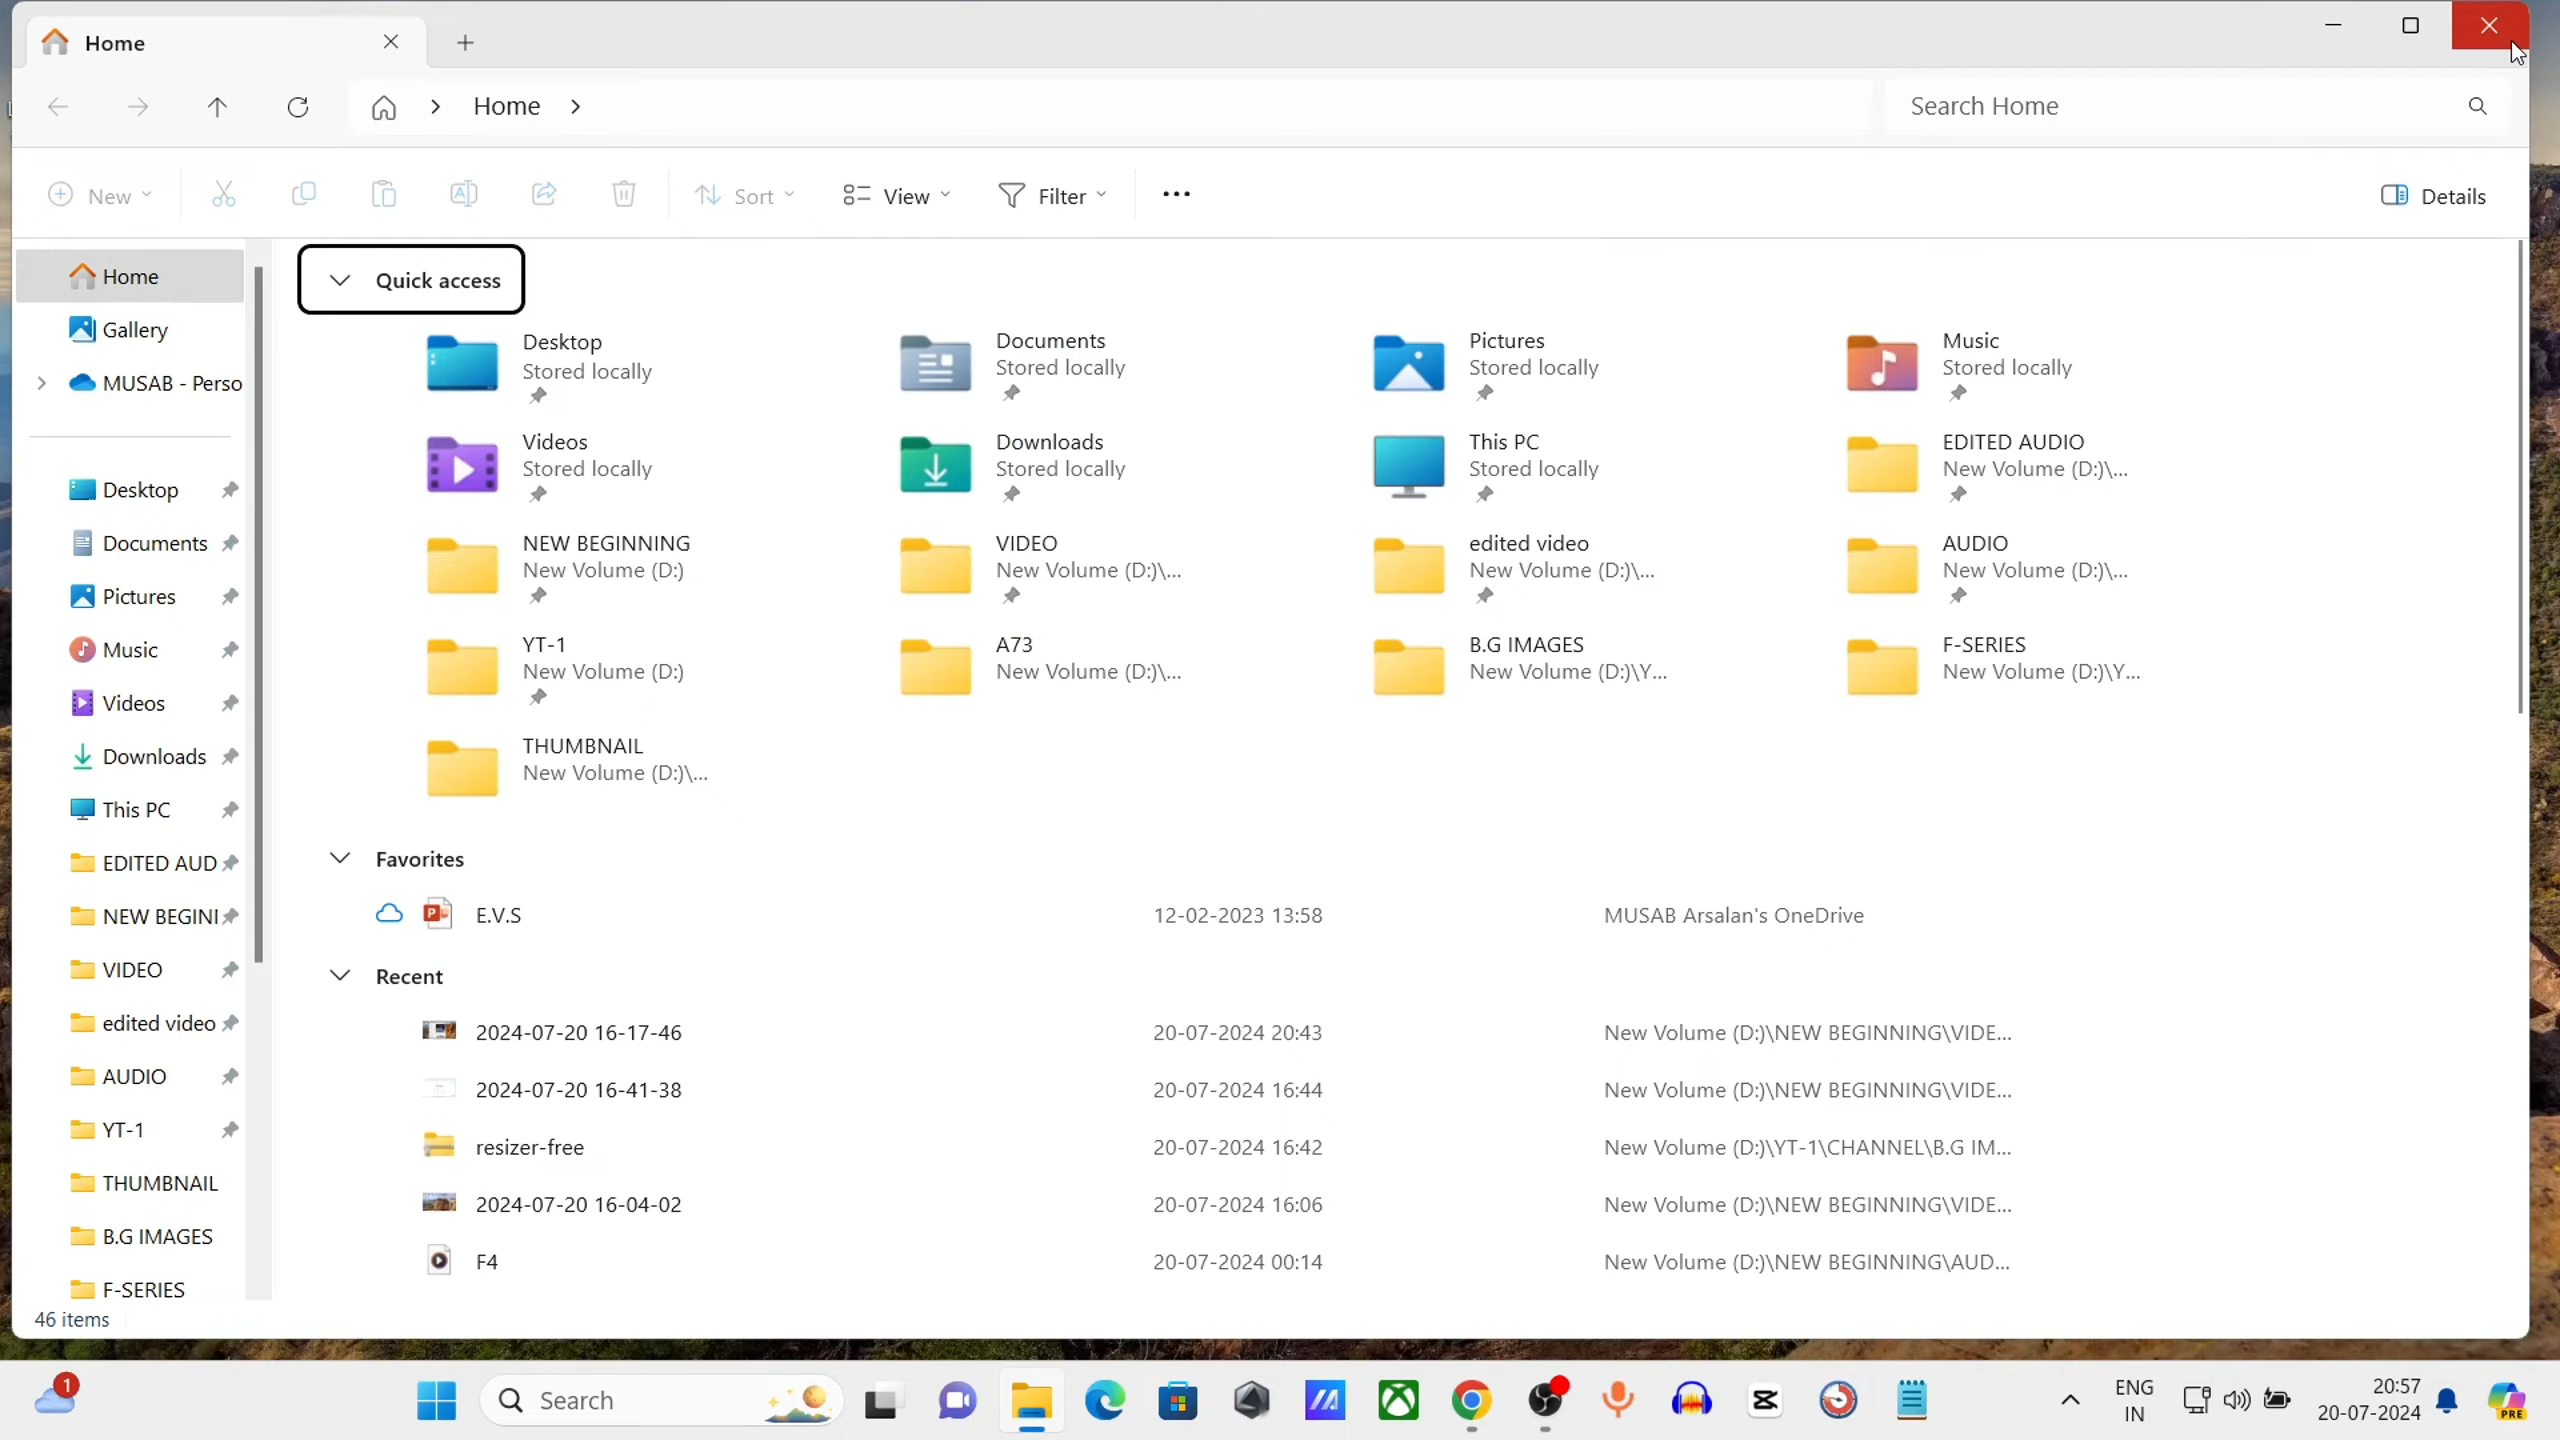 Home
Home
Search Home
New
Sort
View
Filter
Details
Home
Gallery
MUSAB - Perso
Desktop
Documents
Pictures
Music
Videos
Downloads
This PC
EDITED AUD
NEW BEGINI
VIDEO
edited video
AUDIO
YT-1
THUMBNAIL
B.G IMAGES
F-SERIES
Quick access
Desktop
Stored locally
Documents
Stored locally
Pictures
Stored locally
Music
Stored locally
Videos
Stored locally
Downloads
Stored locally
This PC
Stored locally
EDITED AUDIO
New Volume (D:)\...
NEW BEGINNING
New Volume (D:)
VIDEO
New Volume (D:)\...
edited video
New Volume (D:)\...
AUDIO
New Volume (D:)\...
YT-1
New Volume (D:)
A73
New Volume (D:)\...
B.G IMAGES
New Volume (D:)\Y...
F-SERIES
New Volume (D:)\Y...
THUMBNAIL
New Volume (D:)\...
Favorites
E.V.S 12-02-2023 13:58 MUSAB Arsalan's OneDrive
Recent
2024-07-20 16-17-46 20-07-2024 20:43 New Volume (D:)\NEW BEGINNING\VIDE...
2024-07-20 16-41-38 20-07-2024 16:44 New Volume (D:)\NEW BEGINNING\VIDE...
resizer-free 20-07-2024 16:42 New Volume (D:)\YT-1\CHANNEL\B.G IM...
2024-07-20 16-04-02 20-07-2024 16:06 New Volume (D:)\NEW BEGINNING\VIDE...
F4 20-07-2024 00:14 New Volume (D:)\NEW BEGINNING\AUD...
46 items
1
Search
ENG
IN
20:57
20-07-2024
PRE